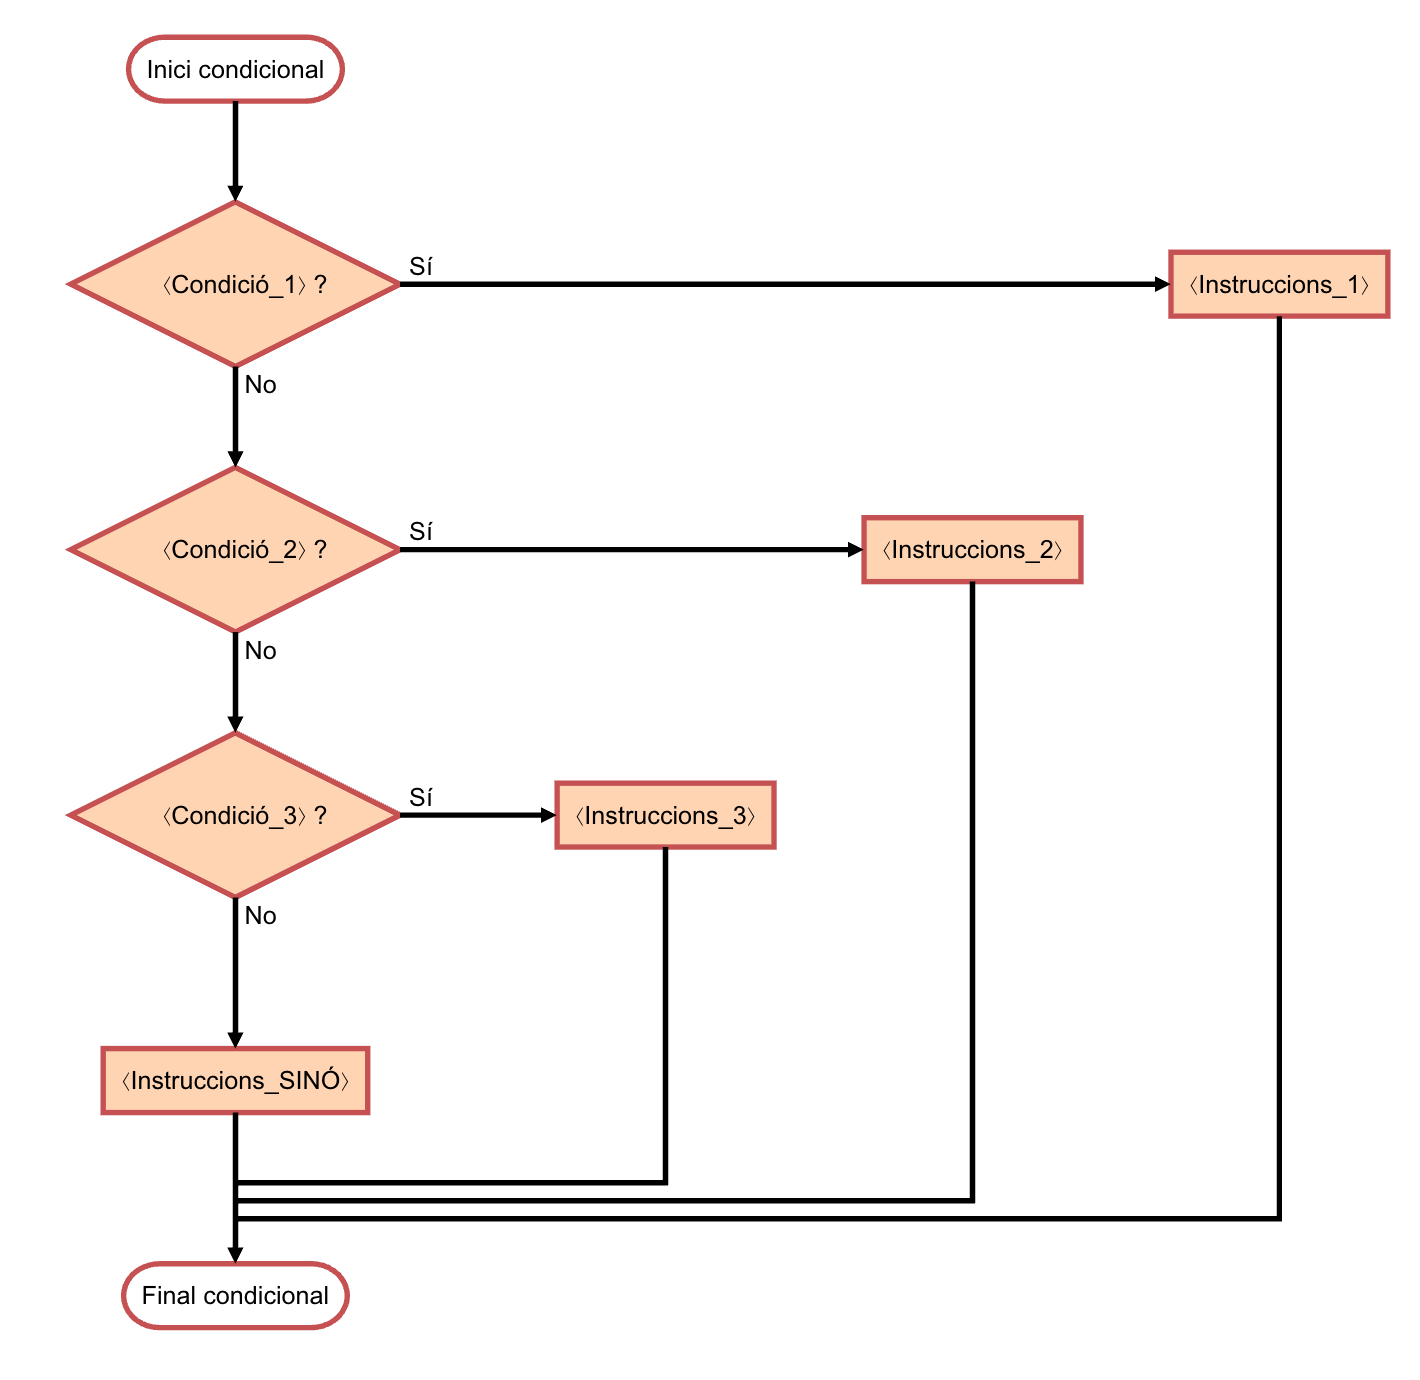 Inici condicional
〈Condició_1〉 ?
Sí
〈Instruccions_1〉
No
〈Condició_2〉 ?
Sí
〈Instruccions_2〉
No
〈Condició_3〉 ?
Sí
〈Instruccions_3〉
No
〈Instruccions_SINÓ〉
Final condicional